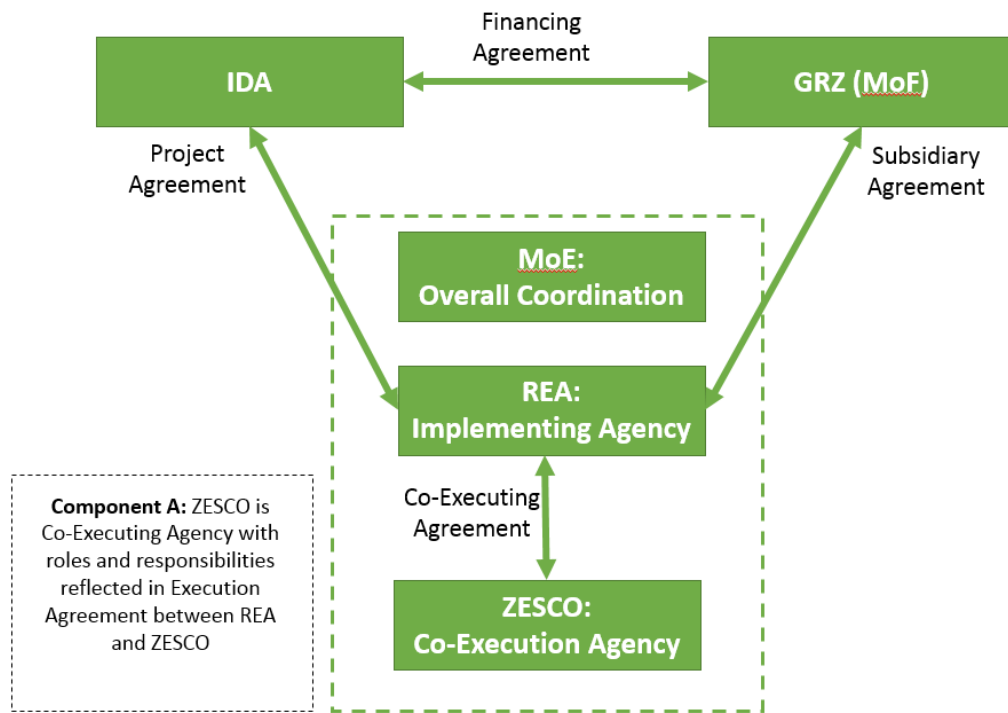 Financing
Agreement
IDA
GRZ (MoF)
Project
Agreement
Subsidiary
Agreement
MoE:
Overall Coordination
REA:
Implementing Agency
Co-Executing
Agreement
Component A: ZESCO is
Co-Executing Agency with
roles and responsibilities
reflected in Execution
Agreement between REA
and ZESCO
ZESCO:
Co-Execution Agency